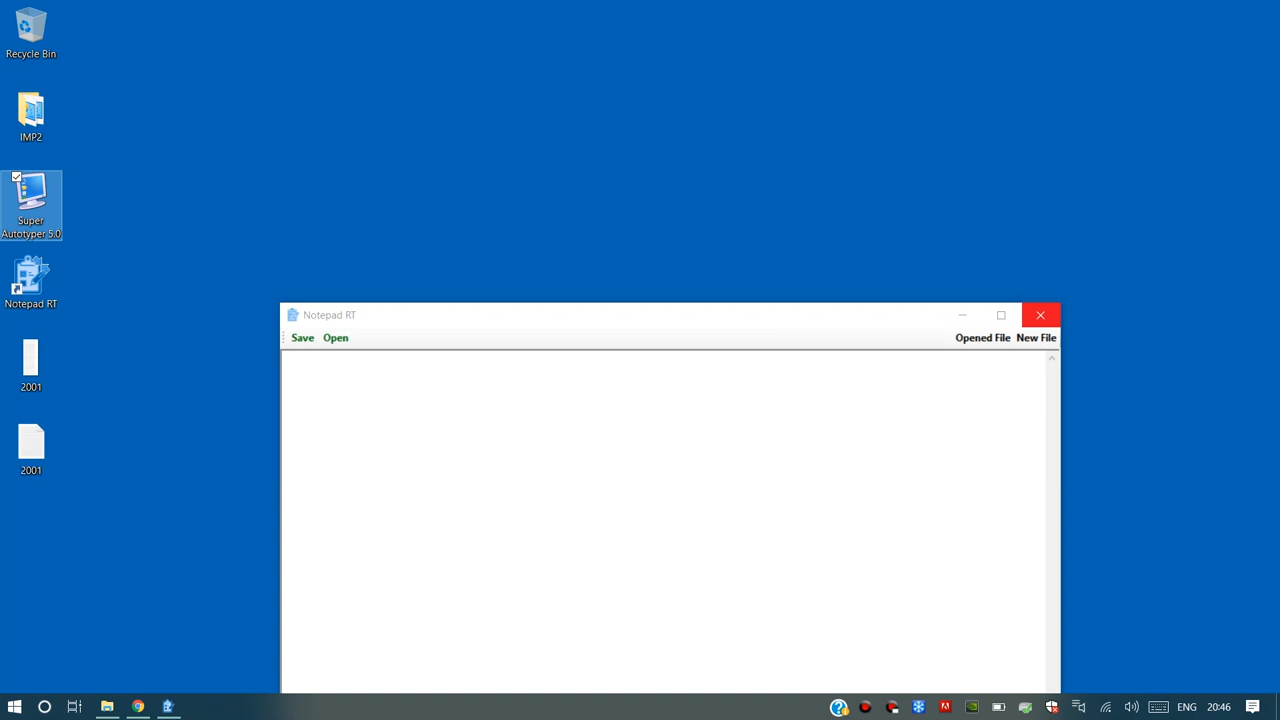 Recycle Bin
IMP2
Super
Autotyper 5.0
Notepad RT
2001
2001
Notepad RT
Save Open
Opened File New File
ENG 20:46